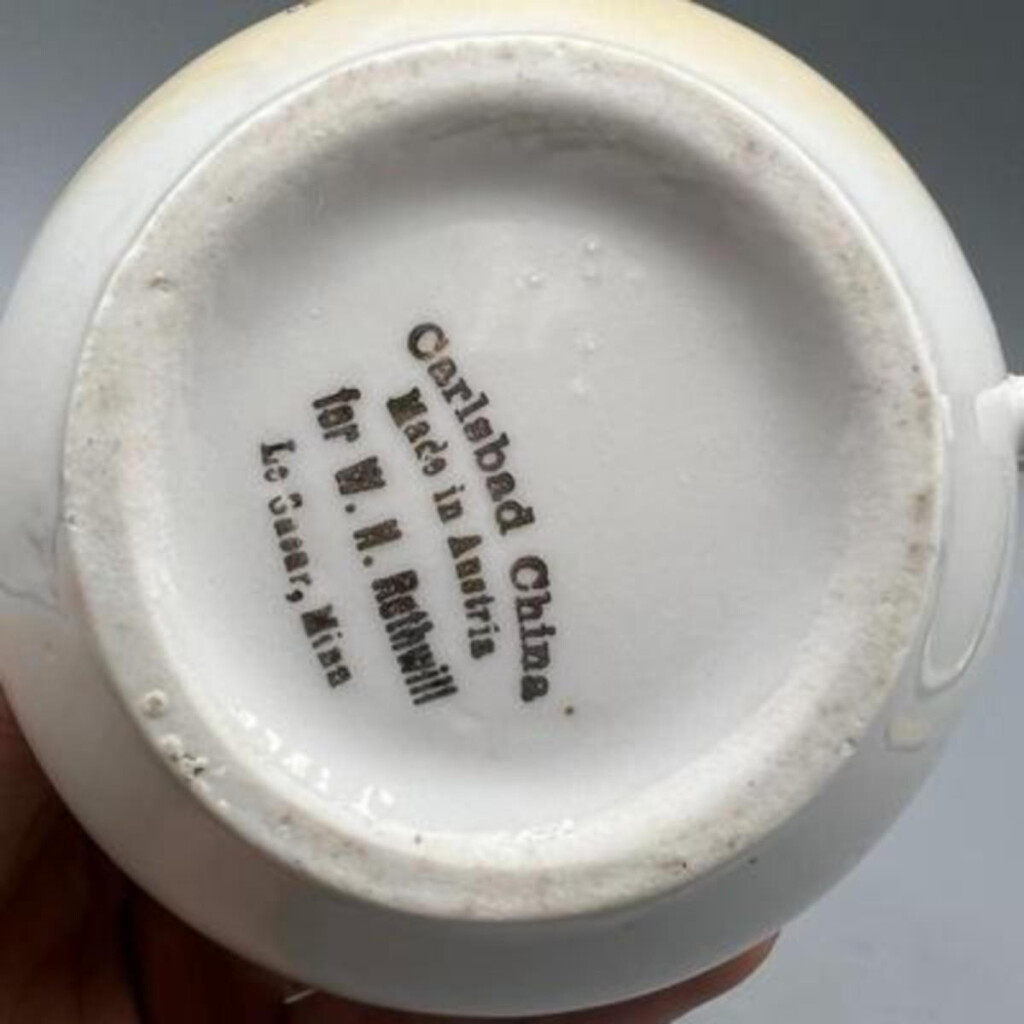 Carlsbad China
Made in Austria
for W. H. Rethwill
Le Sueur, Minn